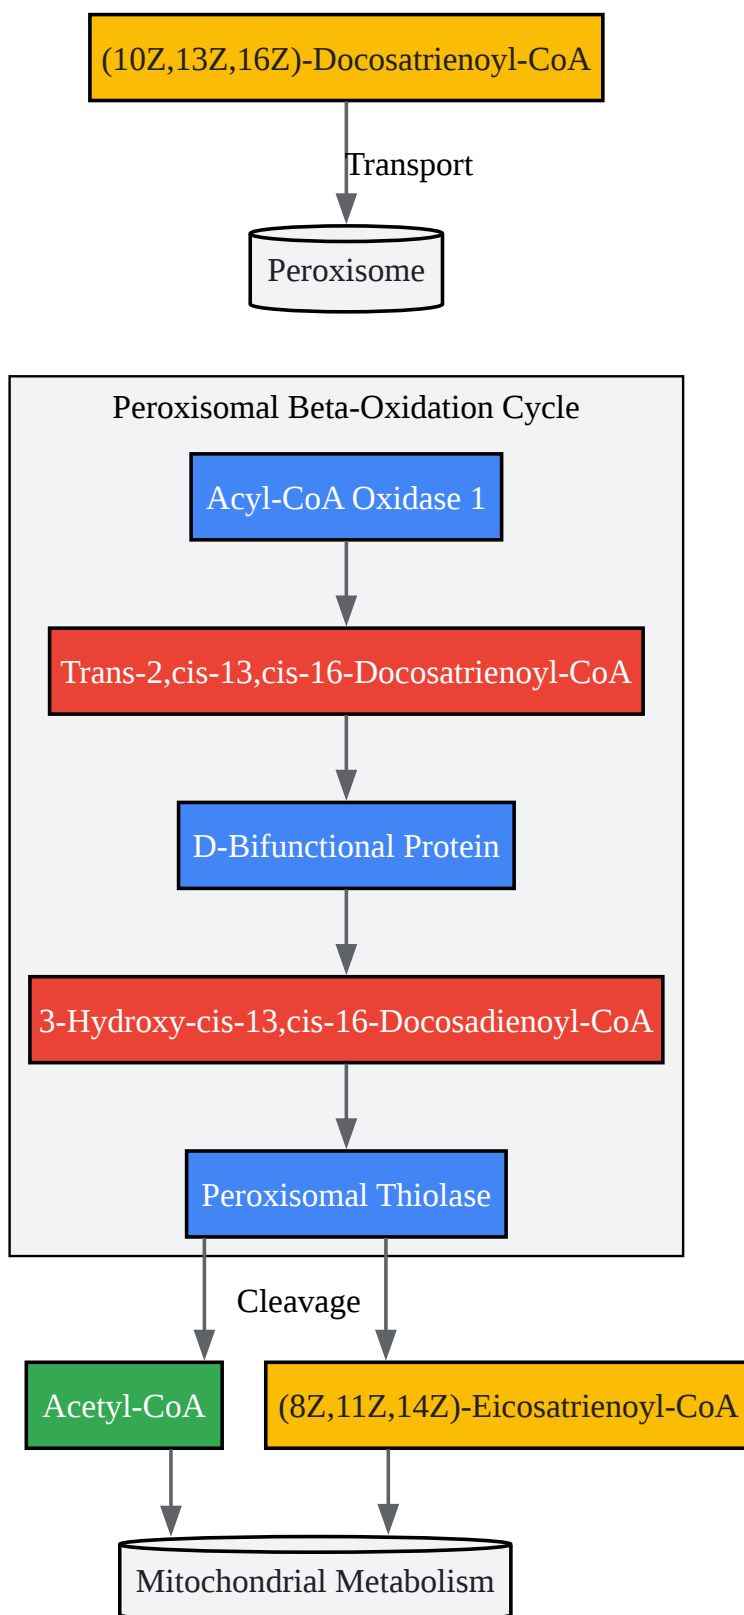 (10Z,13Z,16Z)-Docosatrienoyl-CoA
Transport
Peroxisome
Peroxisomal Beta-Oxidation Cycle
Acyl-CoA Oxidase 1
Trans-2,cis-13,cis-16-Docosatrienoyl-CoA
D-Bifunctional Protein
3-Hydroxy-cis-13,cis-16-Docosadienoyl-CoA
Peroxisomal Thiolase
Cleavage
Acetyl-CoA
(8Z,11Z,14Z)-Eicosatrienoyl-CoA
Mitochondrial Metabolism